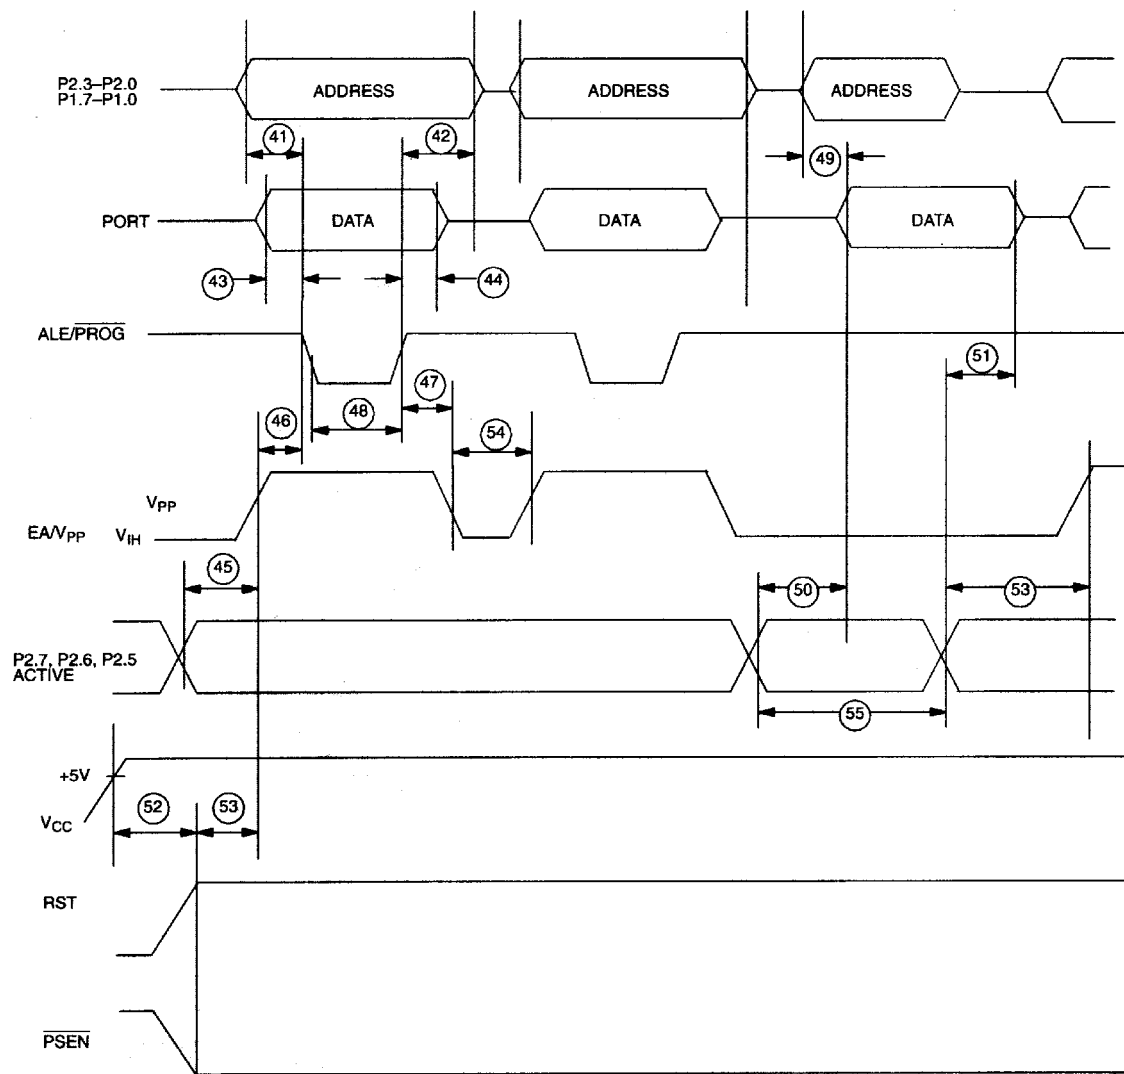 P2.3–P2.0
P1.7–P1.0
ADDRESS
ADDRESS
ADDRESS
41
42
49
PORT
DATA
DATA
DATA
43
44
ALE/PROG
51
47
48
46
54
VPP
EA/VPP
VIH
45
50
53
P2.7, P2.6, P2.5
ACTIVE
55
+5V
VCC
52
53
RST
PSEN